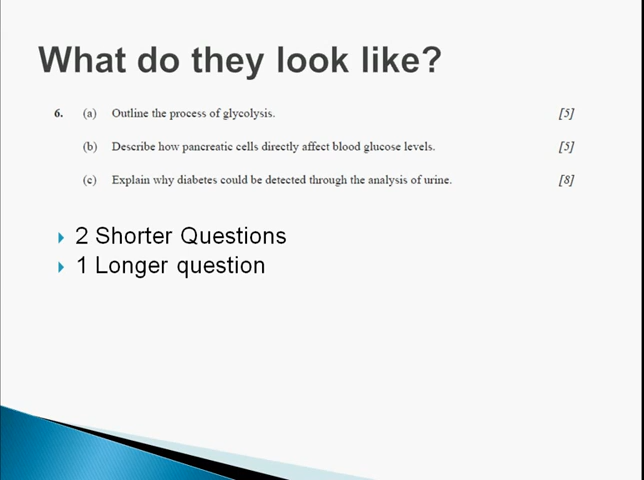 What do they look like?
6. (a) Outline the process of glycolysis. [5]
(b) Describe how pancreatic cells directly affect blood glucose levels. [5]
(c) Explain why diabetes could be detected through the analysis of urine. [8]
2 Shorter Questions
1 Longer question